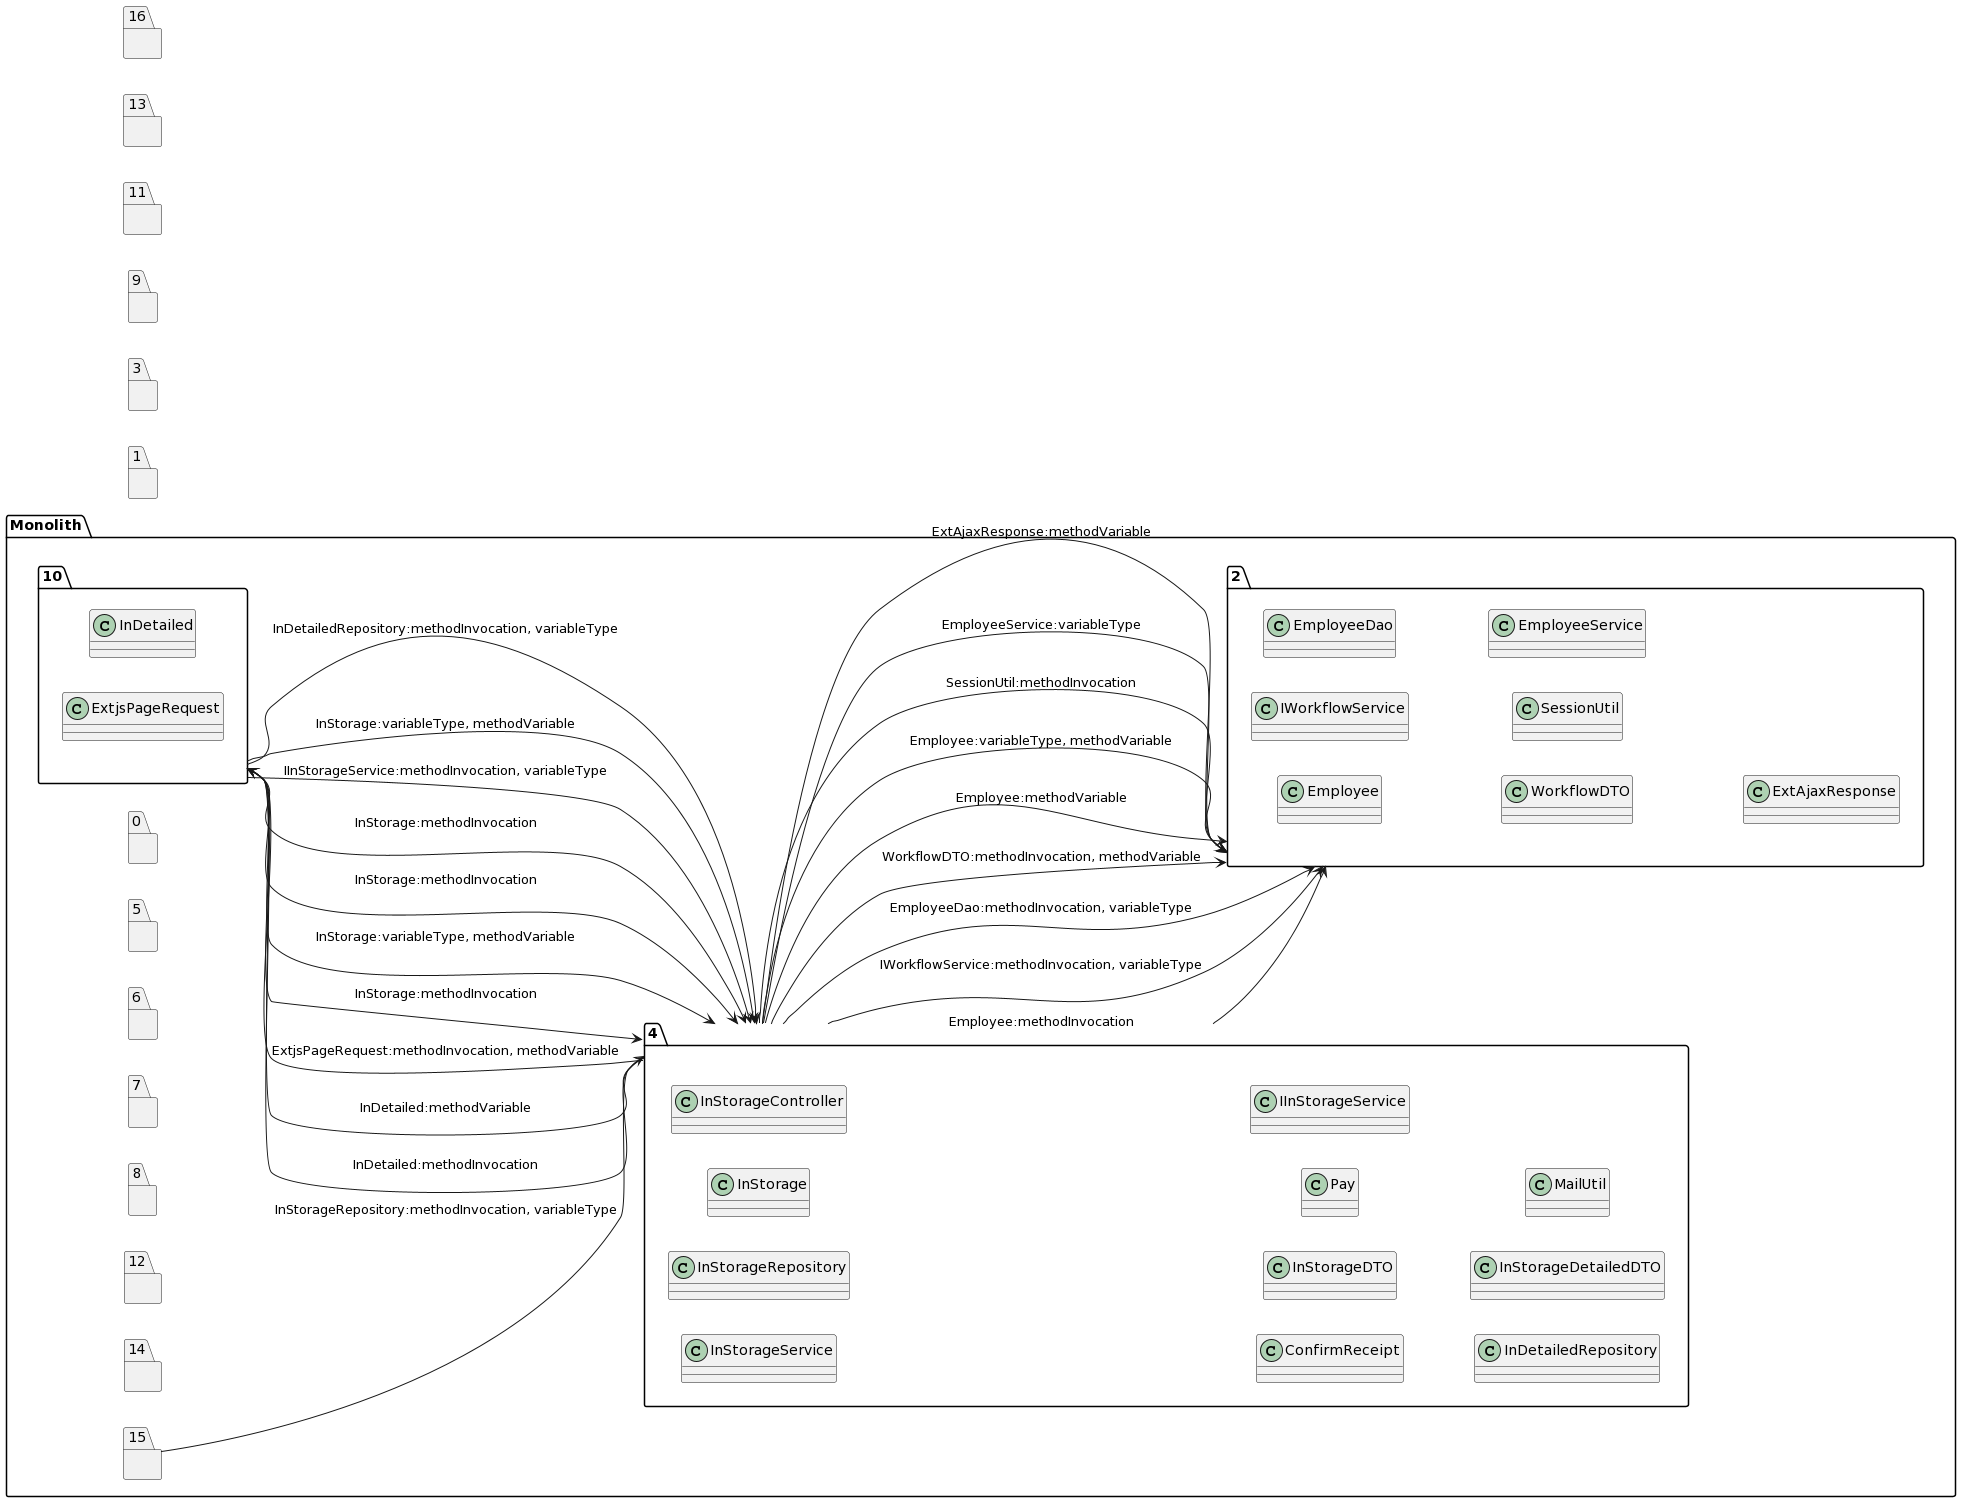 16
13
11
9
3
1
Monolith
10
InDetailed
ExtjsPageRequest
0
5
6
7
8
12
14
15
InDetailedRepository:methodInvocation, variableType
InStorage:variableType, methodVariable
IInStorageService:methodInvocation, variableType
InStorage:methodInvocation
InStorage:methodInvocation
InStorage:variableType, methodVariable
InStorage:methodInvocation
ExtjsPageRequest:methodInvocation, methodVariable
InDetailed:methodVariable
InDetailed:methodInvocation
InStorageRepository:methodInvocation, variableType
ExtAjaxResponse:methodVariable
EmployeeService:variableType
SessionUtil:methodInvocation
Employee:variableType, methodVariable
Employee:methodVariable
WorkflowDTO:methodInvocation, methodVariable
EmployeeDao:methodInvocation, variableType
IWorkflowService:methodInvocation, variableType
Employee:methodInvocation
2
EmployeeDao
EmployeeService
IWorkflowService
SessionUtil
Employee
WorkflowDTO
ExtAjaxResponse
4
InStorageController
IInStorageService
InStorage
Pay
MailUtil
InStorageRepository
InStorageDTO
InStorageDetailedDTO
InStorageService
ConfirmReceipt
InDetailedRepository